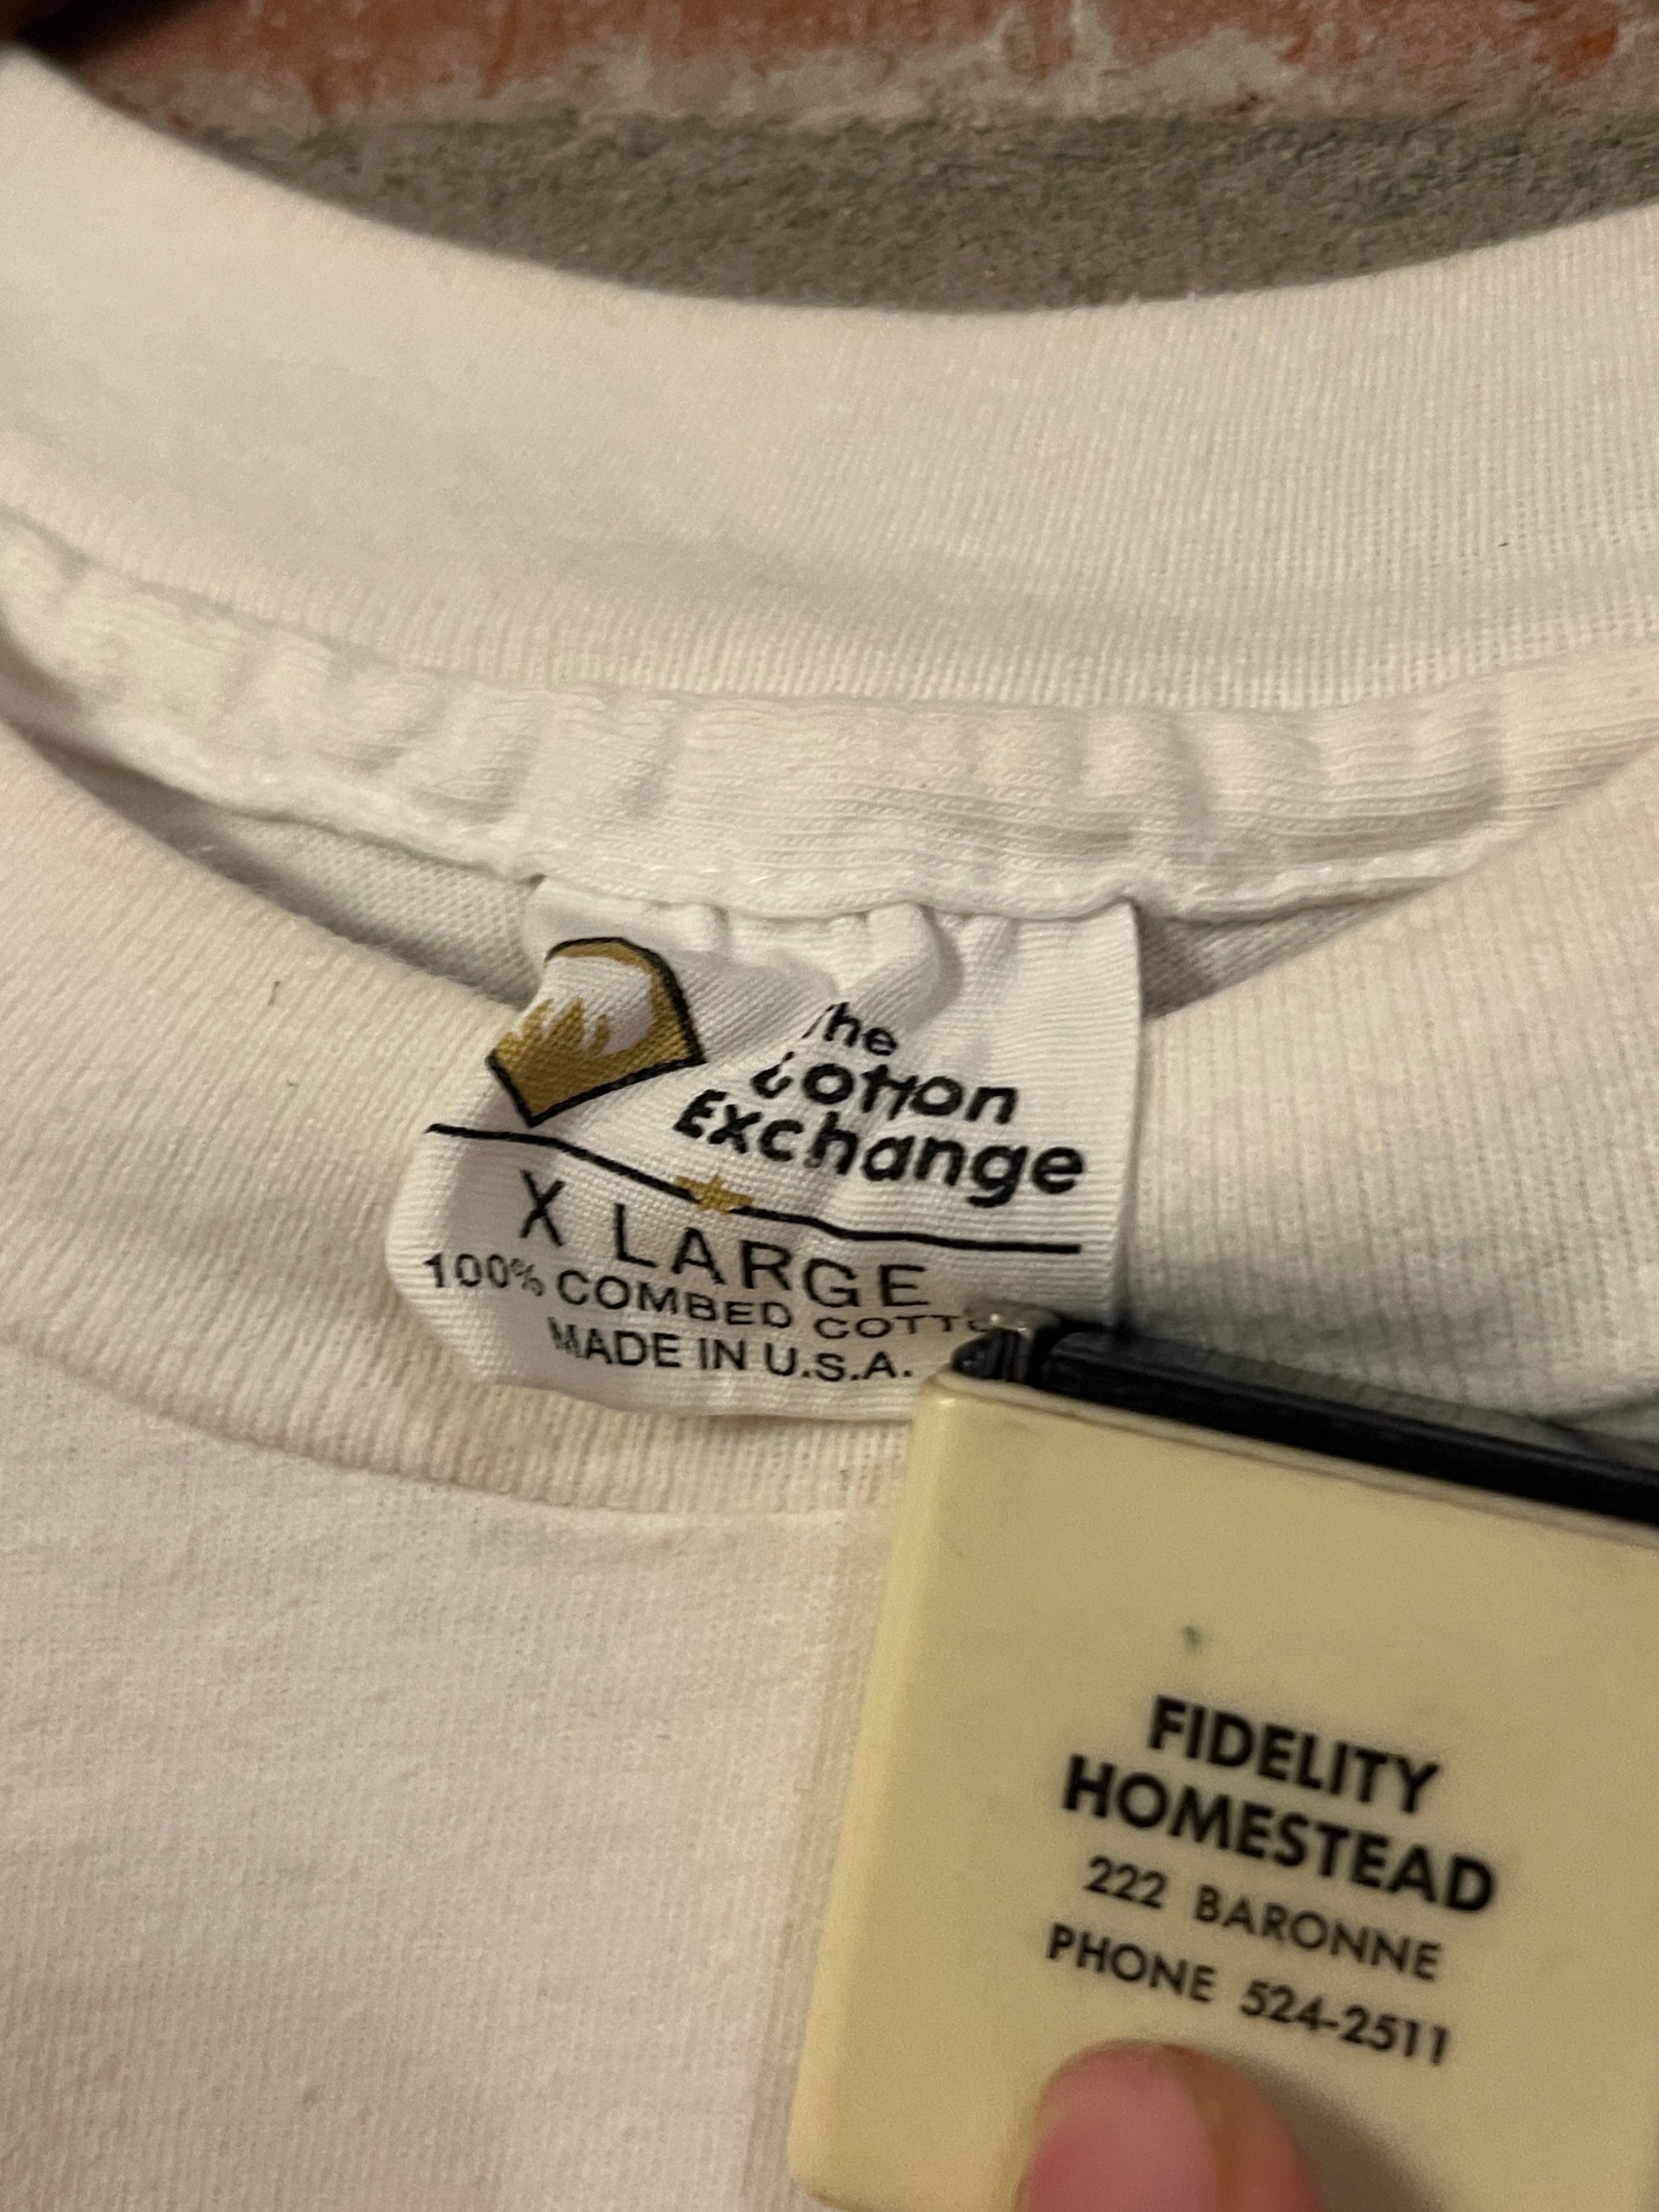 The
Cotton
Exchange
X LARGE
100% COMBED COTTO
MADE IN U.S.A.
FIDELITY
HOMESTEAD
222 BARONNE
PHONE 524-2511